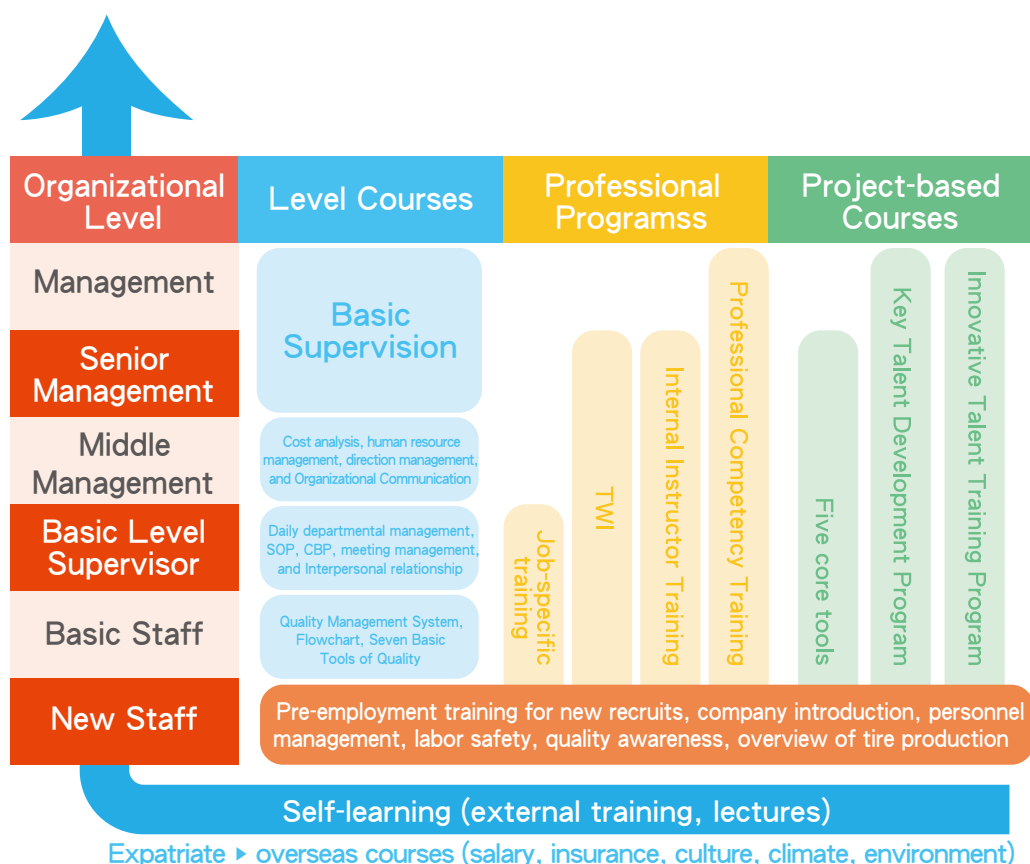 Organizational
Level
Level Courses
Professional
Programss
Project-based
Courses
Management
Senior
Management
Middle
Management
Basic Level
Supervisor
Basic Staff
New Staff
Basic
Supervision
Cost analysis, human resource
management, direction management,
and Organizational Communication
Daily departmental management,
SOP, CBP, meeting management,
and Interpersonal relationship
Quality Management System,
Flowchart, Seven Basic
Tools of Quality
Job-specific
training
TWI
Internal Instructor Training
Professional Competency Training
Five core tools
Key Talent Development Program
Innovative Talent Training Program
Pre-employment training for new recruits, company introduction, personnel
management, labor safety, quality awareness, overview of tire production
Self-learning (external training, lectures)
Expatriate ▶ overseas courses (salary, insurance, culture, climate, environment)